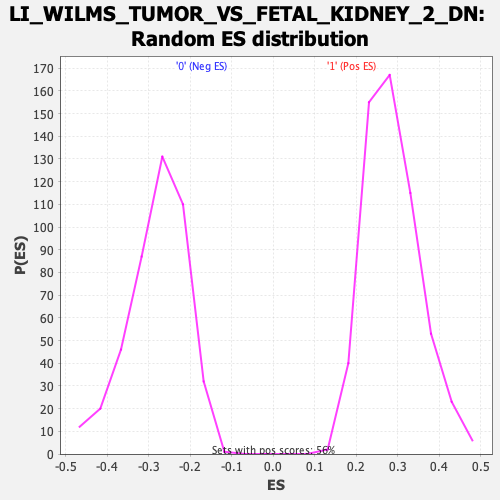 LI_WILMS_TUMOR_VS_FETAL_KIDNEY_2_DN:
Random ES distribution
'0' (Neg ES) '1' (Pos ES)
170
160
150
140
130
120
110
100
90
80
70
60
50
40
30
20
10
0
P(ES)
Sets with pos scores: 56%
-0.5 -0.4 -0.3 -0.2 -0.1 0.0 0.1 0.2 0.3 0.4 0.5
ES